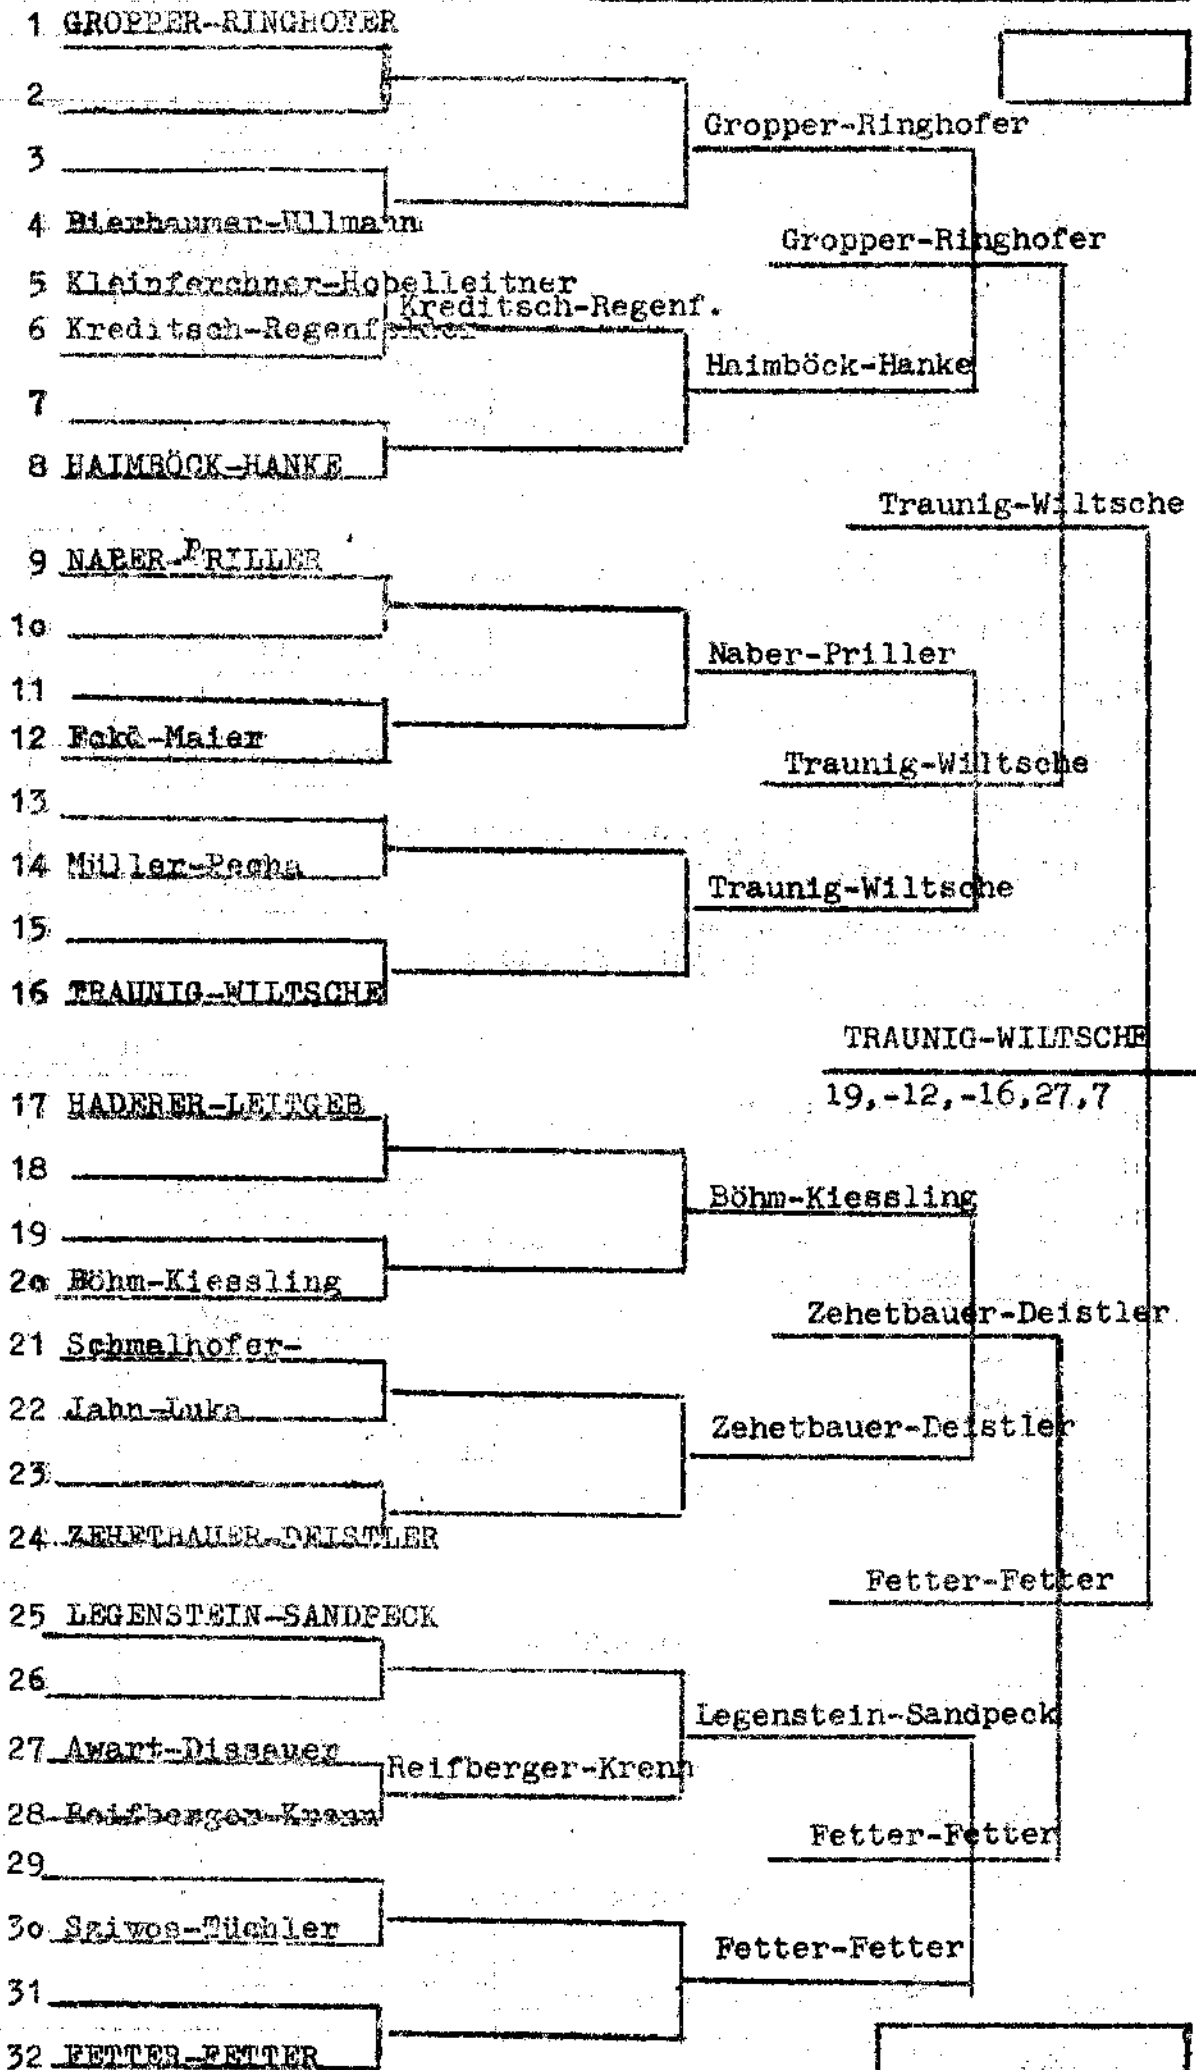 1 GROPPER-RINGHOFER
2
Gropper-Ringhofer
3
4 Bierbaumer-Ullmann
Gropper-Ringhofer
5 Kleinferchner-Hobelleitner
Kreditsch-Regenf.
6 Kreditsch-Regenfelder
Haimböck-Hanke
7
8 HAIMBÖCK-HANKE
Traunig-Wiltsche
9 NABER-PRILLER
1o
Naber-Priller
11
12 -Maier
Traunig-Wiltsche
13
14 Müller-Pecha
Traunig-Wiltsche
15
16 TRAUNIG-WILTSCHE
TRAUNIG-WILTSCHE
19,-12,-16,27,7
17 HADERER-LEITGEB
18
Böhm-Kiessling
19
2o Böhm-Kiessling
Zehetbauer-Deistler
21 Schmalhofer-
22 Jahn-Luka
Zehetbauer-Deistler
23
24 ZEHETBAUER-DEISTLER
Fetter-Fetter
25 LEGENSTEIN-SANDPECK
26
Legenstein-Sandpeck
27 Awart-Dissauer
Reifberger-Krenn
28 Reifberger-Krenn
Fetter-Fetter
29
3o Sziwos-Tüchler
Fetter-Fetter
31
32 FETTER-FETTER